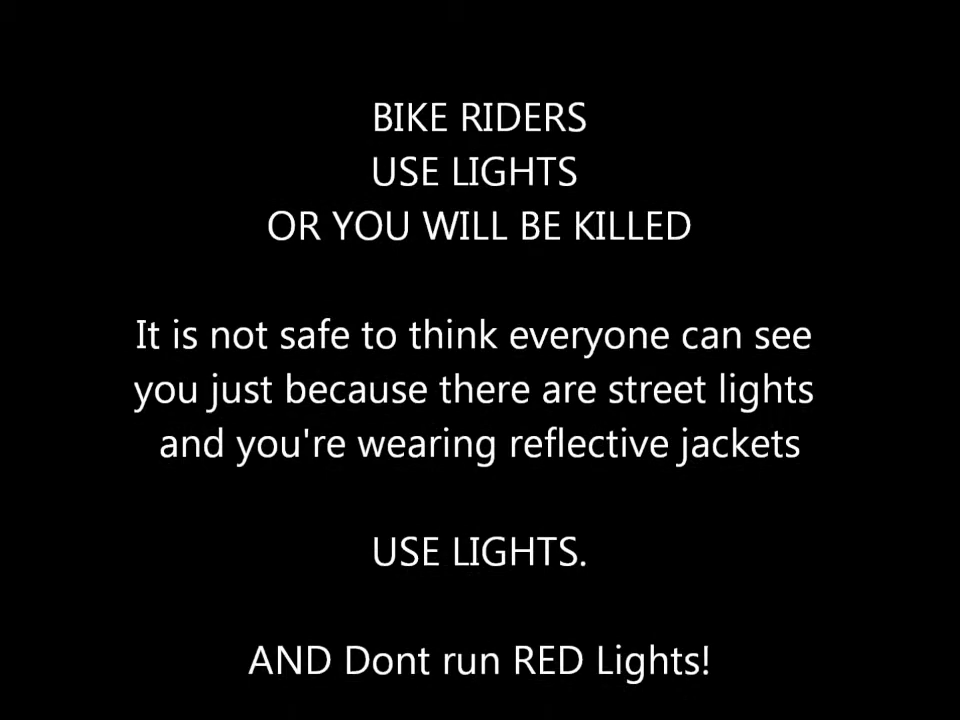 BIKE RIDERS
USE LIGHTS
OR YOU WILL BE KILLED
It is not safe to think everyone can see
you just because there are street lights
and you're wearing reflective jackets
USE LIGHTS.
AND Dont run RED Lights!